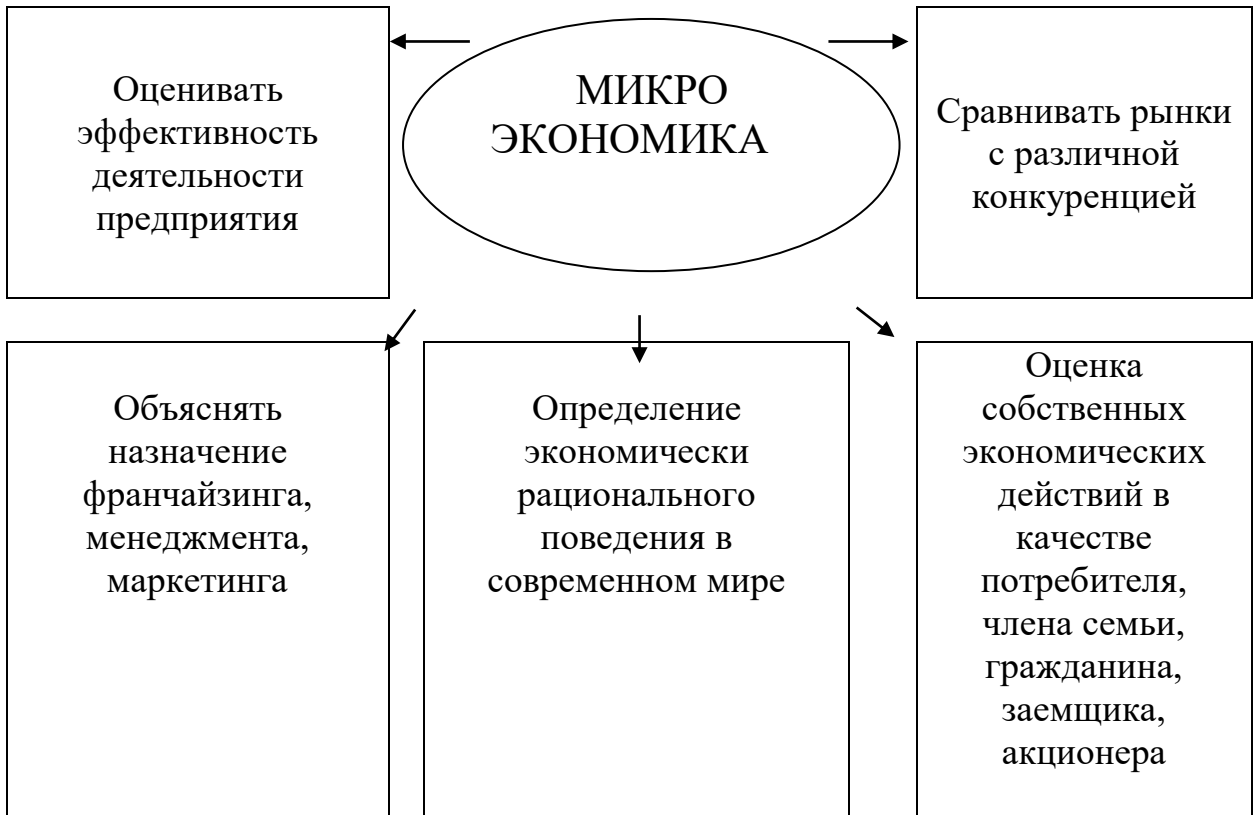 Оценивать
эффективность
деятельности
предприятия
МИКРО
ЭКОНОМИКА
Сравнивать рынки
с различной
конкуренцией
Объяснять
назначение
франчайзинга,
менеджмента,
маркетинга
Определение
экономически
рационального
поведения в
современном мире
Оценка
собственных
экономических
действий в
качестве
потребителя,
члена семьи,
гражданина,
заемщика,
акционера